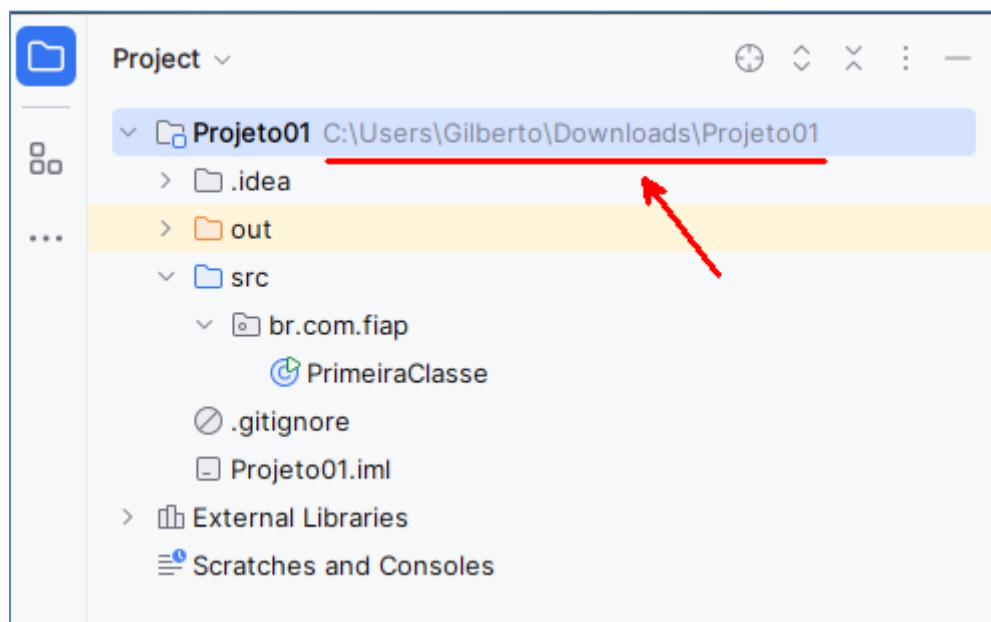 Project
Projeto01 C:\Users\Gilberto\Downloads\Projeto01
.idea
out
src
br.com.fiap
PrimeiraClasse
.gitignore
Projeto01.iml
External Libraries
Scratches and Consoles